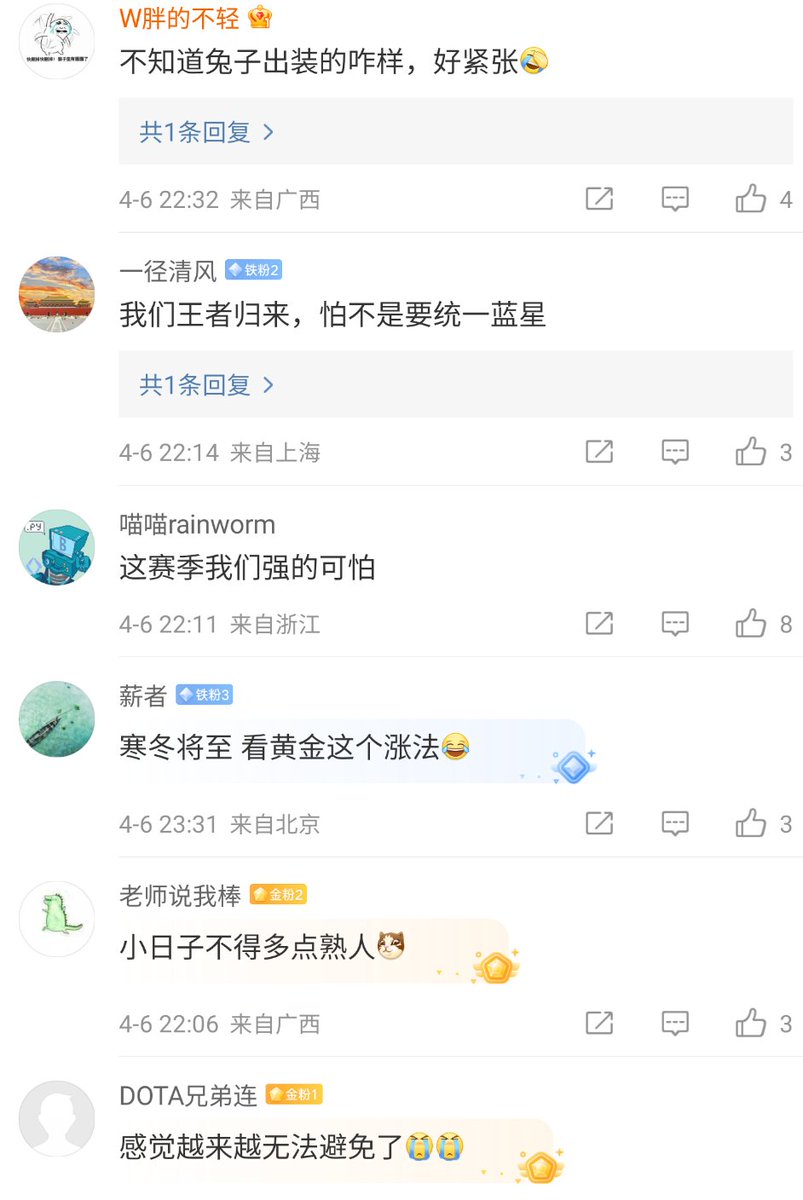 W胖的不轻
不知道兔子出装的咋样，好紧张
共1条回复
4-6 22:32 来自广西
4
一径清风 铁粉2
我们王者归来，怕不是要统一蓝星
共1条回复
4-6 22:14 来自上海
3
.PY
B
喵喵rainworm
这赛季我们强的可怕
4-6 22:11 来自浙江
8
薪者 铁粉3
寒冬将至 看黄金这个涨法
4-6 23:31 来自北京
3
老师说我棒 金粉2
小日子不得多点熟人
4-6 22:06 来自广西
3
DOTA兄弟连 金粉1
感觉越来越无法避免了